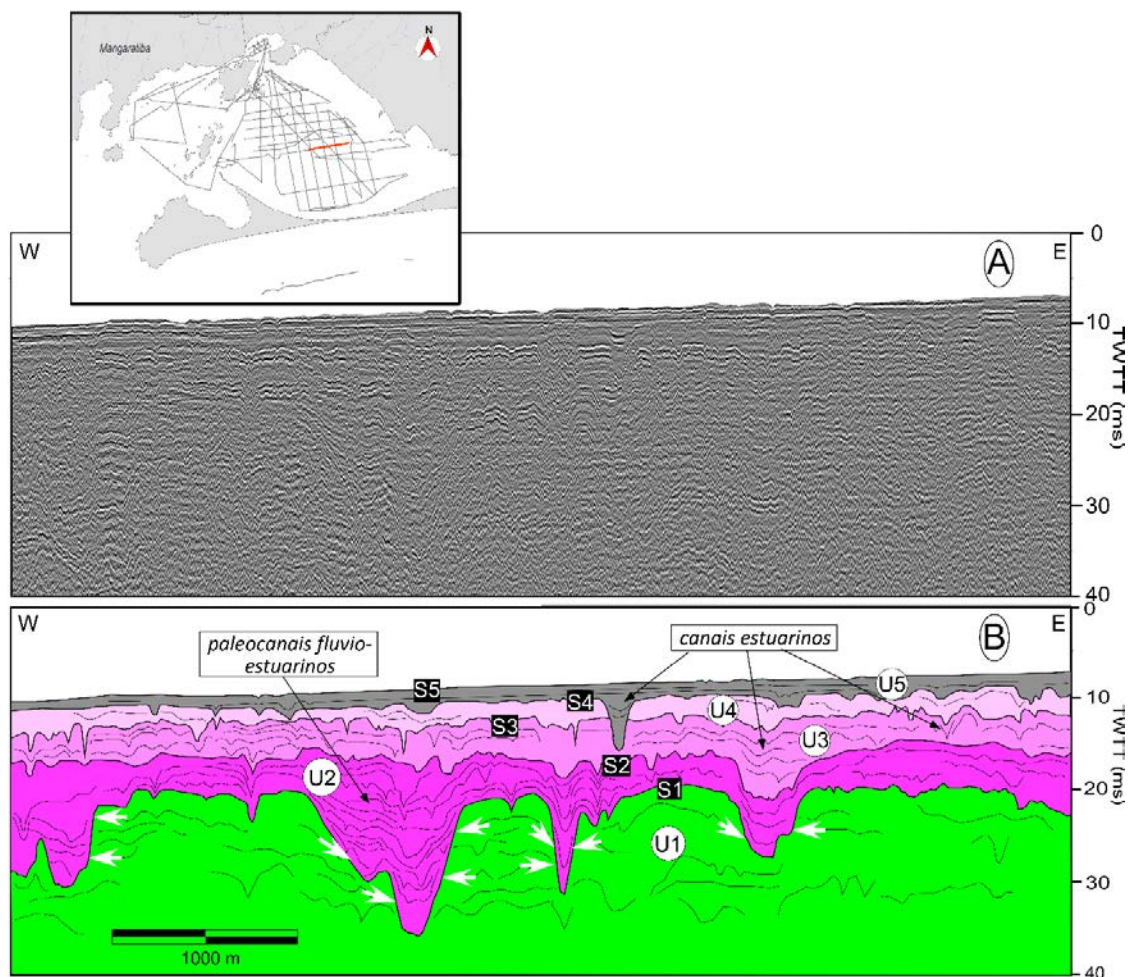 Mangaratiba
N
W
A
E
0
10
20
30
40
TWTT (ms)
W
B
E
paleocanais fluvio-
estuarinos
canais estuarinos
S5
S4
U5
U4
S3
U3
S2
U2
S1
U1
0
10
20
30
40
TWTT (ms)
1000 m